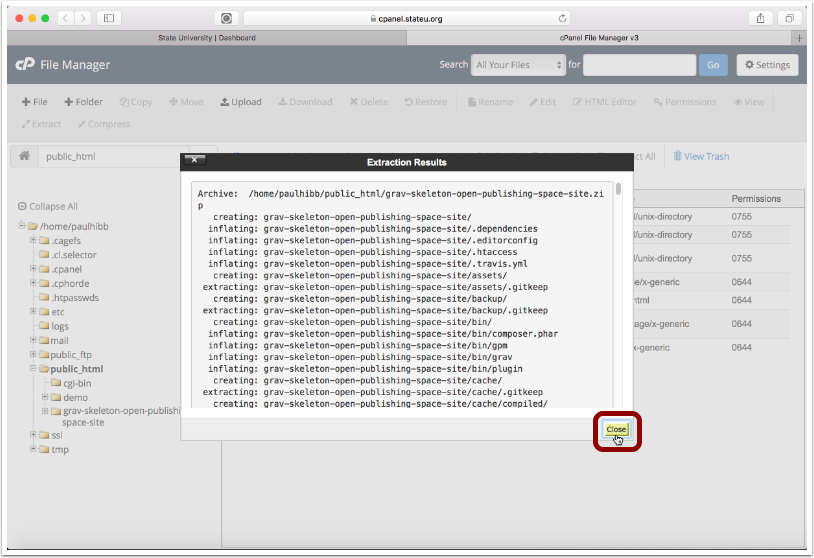 cpanel.stateu.org
State University | Dashboard
cPanel File Manager v3
cP File Manager
Search All Your Files for Go Settings
File Folder Copy Move Upload Download Delete Restore Rename Edit HTML Editor Permissions View
Extract Compress
public_html
All View Trash
Collapse All
/home/paulhibb
.cagefs
.cl.selector
.cpanel
.cphorde
.htpasswds
etc
logs
mail
public_ftp
public_html
cgi-bin
demo
grav-skeleton-open-publishi
space-site
ssl
tmp
Extraction Results
Archive: /home/paulhibb/public_html/grav-skeleton-open-publishing-space-site.zi
p
creating: grav-skeleton-open-publishing-space-site/
inflating: grav-skeleton-open-publishing-space-site/.dependencies
inflating: grav-skeleton-open-publishing-space-site/.editorconfig
inflating: grav-skeleton-open-publishing-space-site/.htaccess
inflating: grav-skeleton-open-publishing-space-site/.travis.yml
creating: grav-skeleton-open-publishing-space-site/assets/
extracting: grav-skeleton-open-publishing-space-site/assets/.gitkeep
creating: grav-skeleton-open-publishing-space-site/backup/
extracting: grav-skeleton-open-publishing-space-site/backup/.gitkeep
creating: grav-skeleton-open-publishing-space-site/bin/
inflating: grav-skeleton-open-publishing-space-site/bin/composer.phar
inflating: grav-skeleton-open-publishing-space-site/bin/gpm
inflating: grav-skeleton-open-publishing-space-site/bin/grav
inflating: grav-skeleton-open-publishing-space-site/bin/plugin
creating: grav-skeleton-open-publishing-space-site/cache/
extracting: grav-skeleton-open-publishing-space-site/cache/.gitkeep
creating: grav-skeleton-open-publishing-space-site/cache/compiled/
Close
Permissions
l/unix-directory 0755
l/unix-directory 0755
l/unix-directory 0755
e/x-generic 0644
html 0644
age/x-generic 0644
x-generic 0644